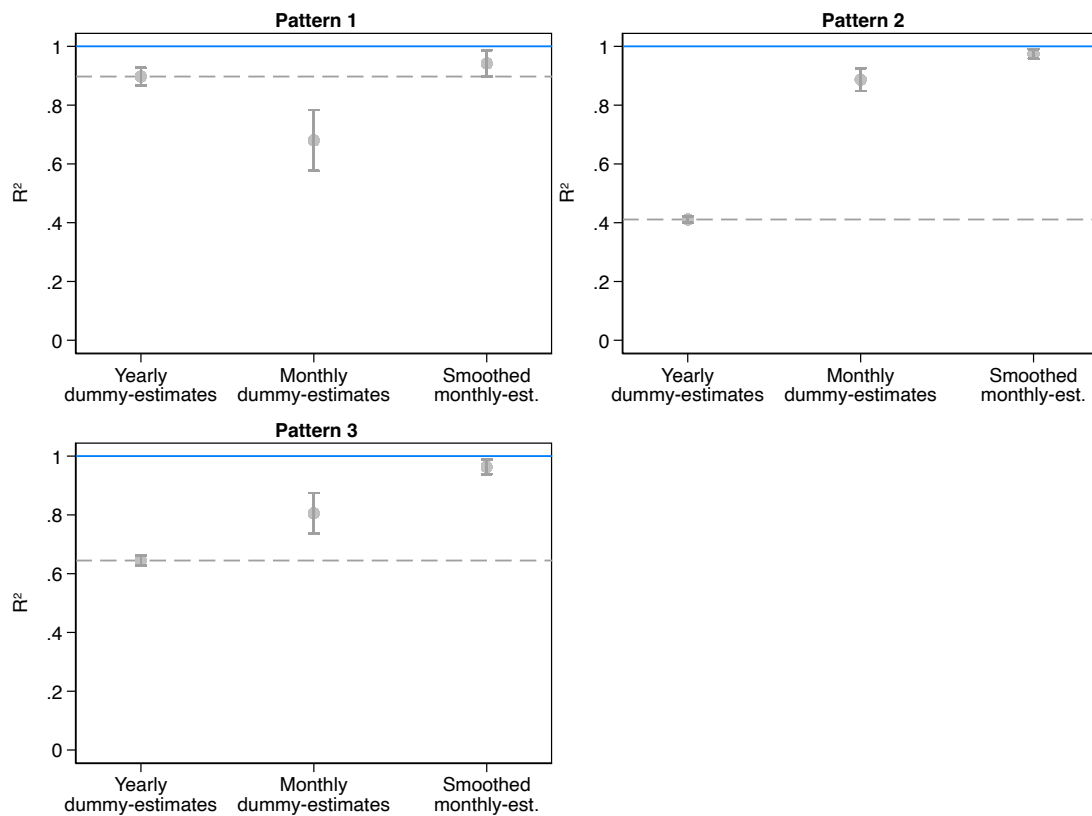 Pattern 1
1
.8
.6
.4
.2
0
R²
Yearly
dummy-estimates
Monthly
dummy-estimates
Smoothed
monthly-est.
Pattern 2
1
.8
.6
.4
.2
0
R²
Yearly
dummy-estimates
Monthly
dummy-estimates
Smoothed
monthly-est.
Pattern 3
1
.8
.6
.4
.2
0
R²
Yearly
dummy-estimates
Monthly
dummy-estimates
Smoothed
monthly-est.